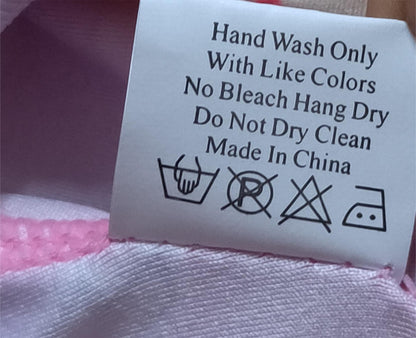 Hand Wash Only
With Like Colors
No Bleach Hang Dry
Do Not Dry Clean
Made In China
P